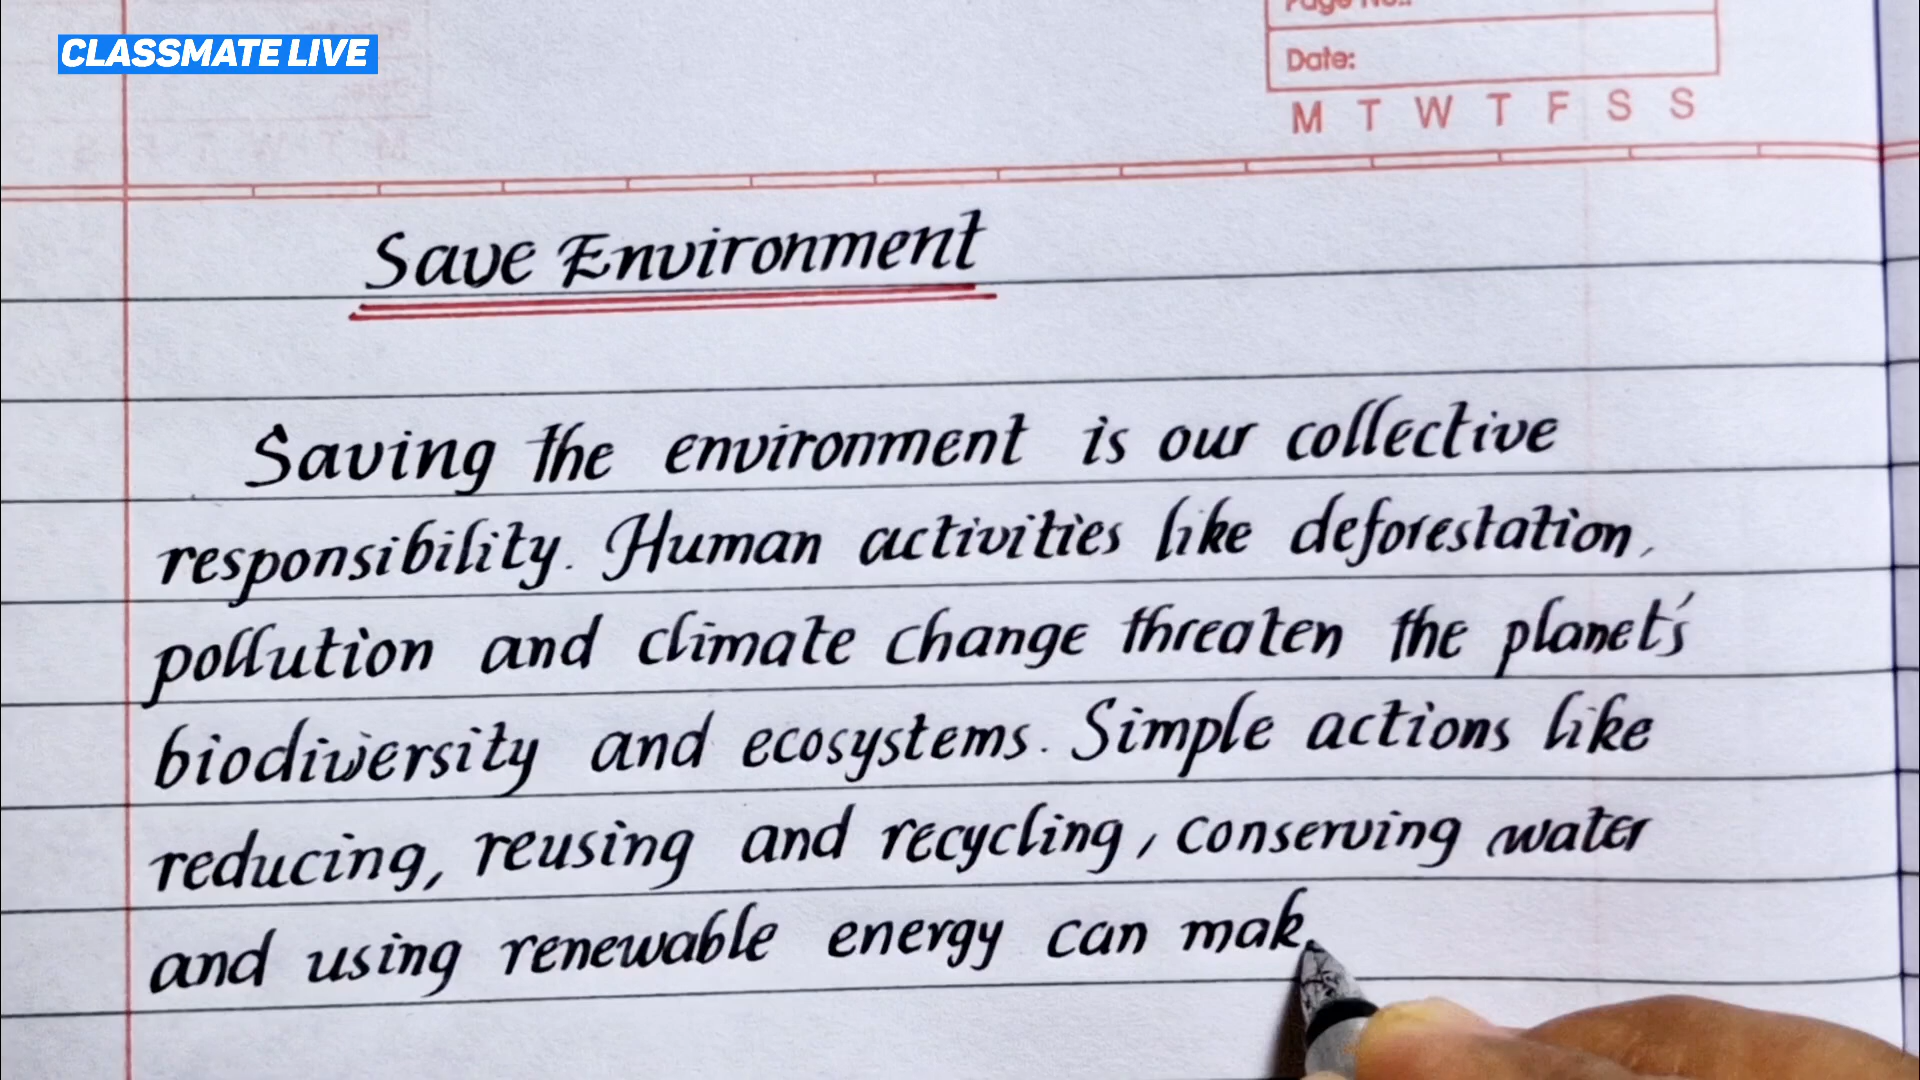 CLASSMATE LIVE
Date:
M T W T F S S
Save Environment
Saving the environment is our collective
responsibility. Human activities like deforestation,
pollution and climate change threaten the planet's
biodiversity and ecosystems. Simple actions like
reducing, reusing and recycling, conserving water
and using renewable energy can mak